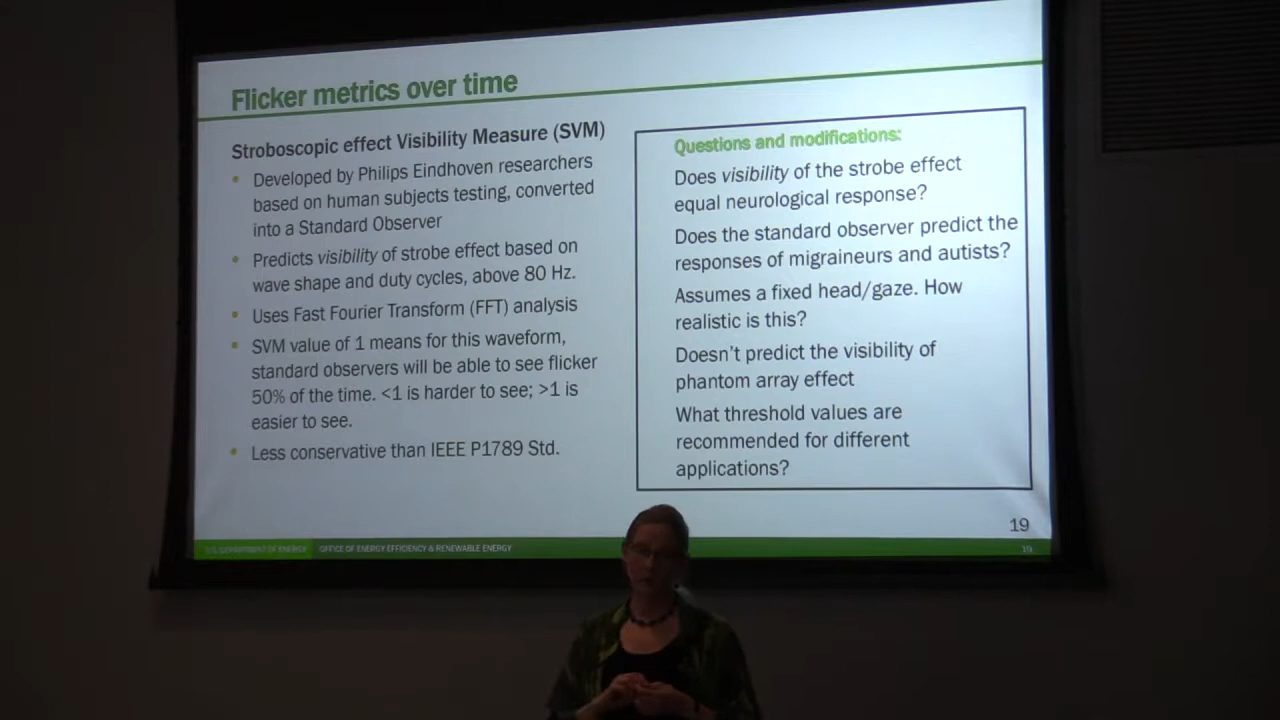 Flicker metrics over time
Stroboscopic effect Visibility Measure (SVM)
• Developed by Philips Eindhoven researchers
based on human subjects testing, converted
into a Standard Observer
• Predicts visibility of strobe effect based on
wave shape and duty cycles, above 80 Hz.
• Uses Fast Fourier Transform (FFT) analysis
• SVM value of 1 means for this waveform,
standard observers will be able to see flicker
50% of the time. <1 is harder to see; >1 is
easier to see.
• Less conservative than IEEE P1789 Std.
Questions and modifications:
Does visibility of the strobe effect
equal neurological response?
Does the standard observer predict the
responses of migraineurs and autists?
Assumes a fixed head/gaze. How
realistic is this?
Doesn't predict the visibility of
phantom array effect
What threshold values are
recommended for different
applications?
19
U.S. DEPARTMENT OF ENERGY OFFICE OF ENERGY EFFICIENCY & RENEWABLE ENERGY
19